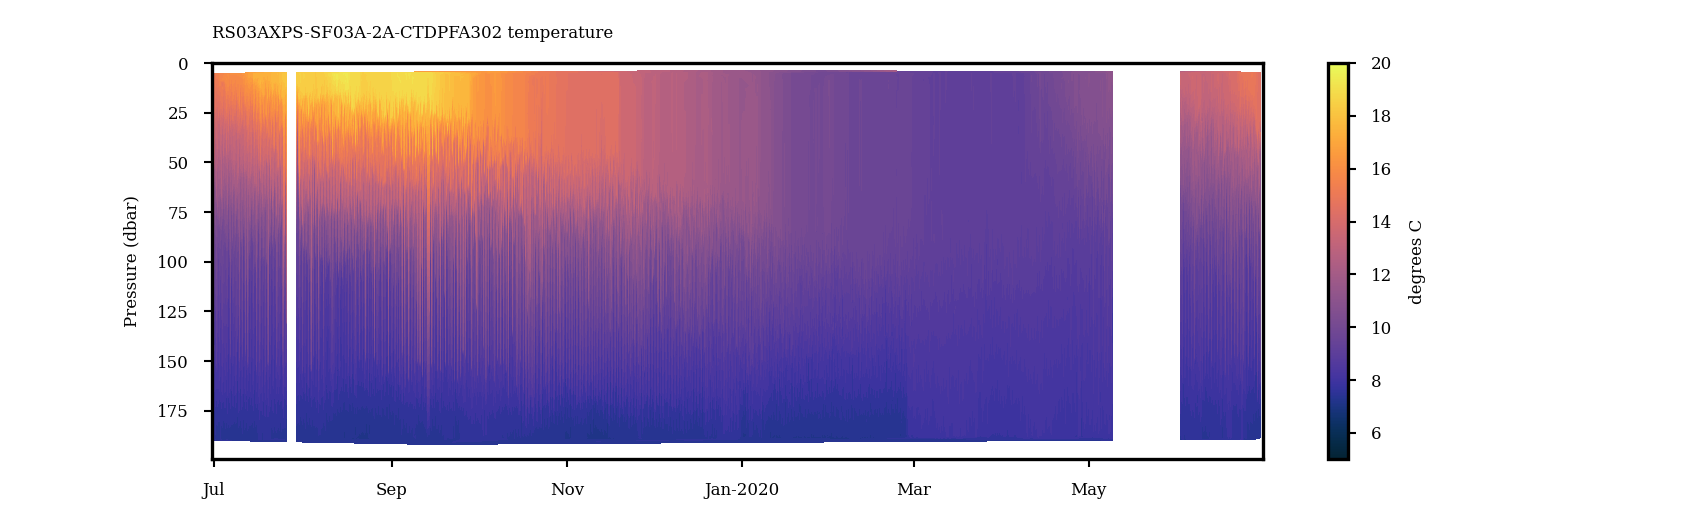 RS03AXPS-SF03A-2A-CTDPFA302 temperature
0
25
50
75
100
125
150
175
Pressure (dbar)
Jul
Sep
Nov
Jan-2020
Mar
May
20
18
16
14
12
10
8
6
degrees C